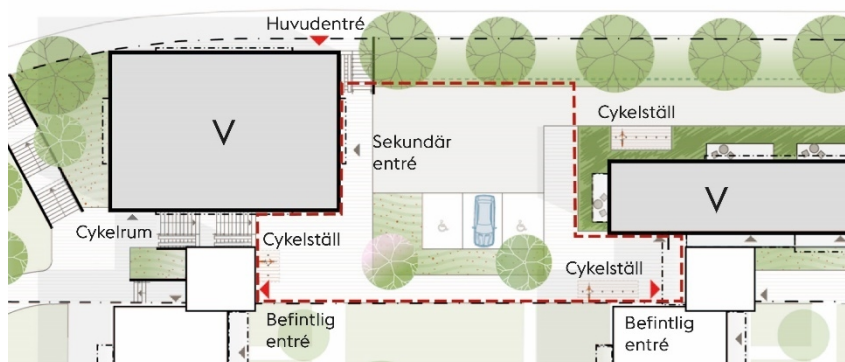 Huvudentré
Cykelställ
V
Sekundär
entré
V
Cykelrum
Cykelställ
Cykelställ
Befintlig
entré
Befintlig
entré